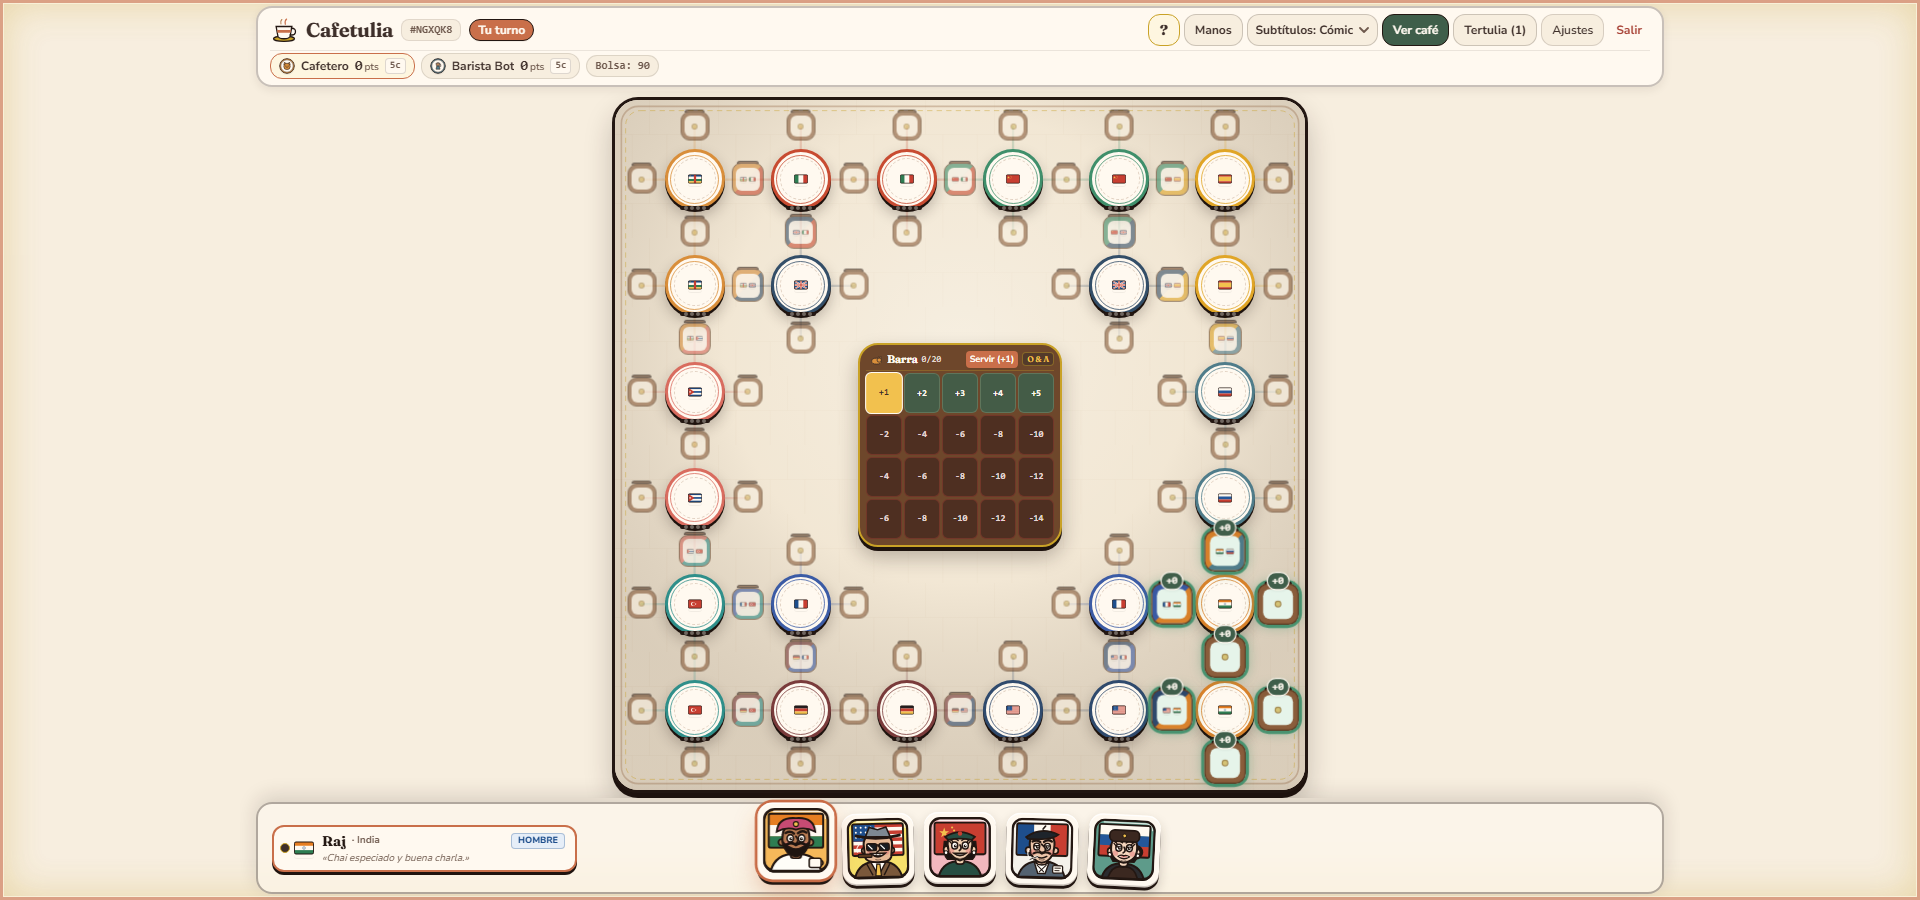 Cafetulia #NGXQK8 Tu turno ? Manos Subtítulos: Cómic Ver café Tertulia (1) Ajustes Salir
Cafetero 0 pts 5c Barista Bot 0 pts 5c Bolsa: 90
Barra 0/20 Servir (+1) O & A
+1 +2 +3 +4 +5
-2 -4 -6 -8 -10
-4 -6 -8 -10 -12
-6 -8 -10 -12 -14
+0
+0 +0
+0
+0 +0
+0
Raj · India HOMBRE
«Chai especiado y buena charla.»